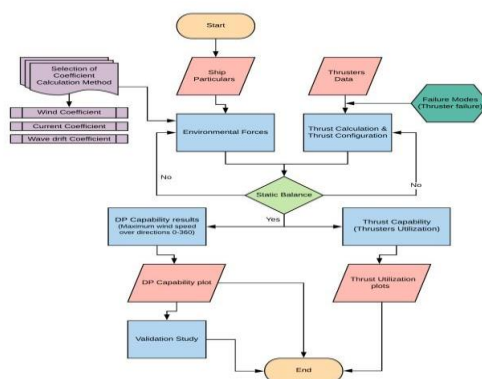 Start
Selection of
Coefficient
Calculation Method
Ship
Particulars
Thrusters
Data
Failure Modes
(Thruster failure)
Wind Coefficient
Current Coefficient
Wave drift Coefficient
Environmental Forces
Thrust Calculation &
Thrust Configuration
No
No
Static Balance
Yes
DP Capability results
(Maximum wind speed
over directions 0-360)
Thrust Capability
(Thrusters Utilization)
DP Capability plot
Thrust Utilization
plots
Validation Study
End